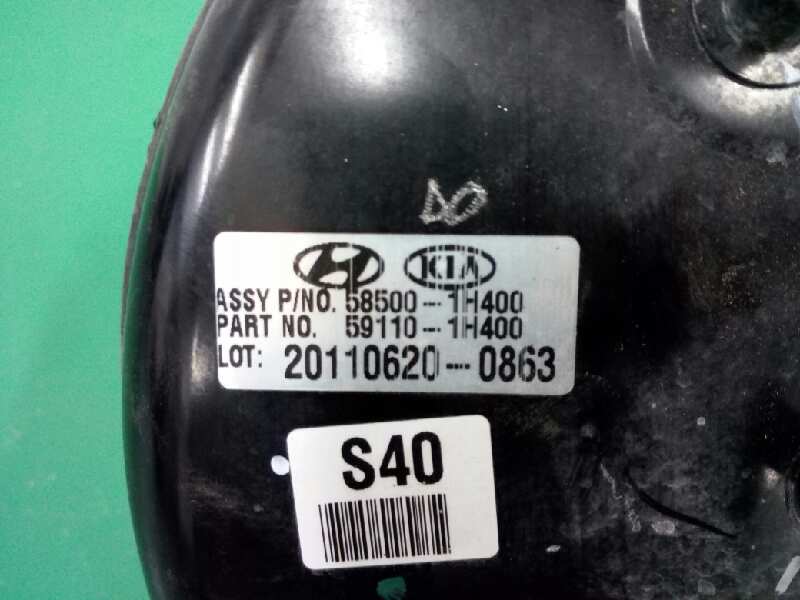 KIA
ASSY P/NO. 58500-1H400
PART NO. 59110-1H400
LOT: 20110620-0863
S40